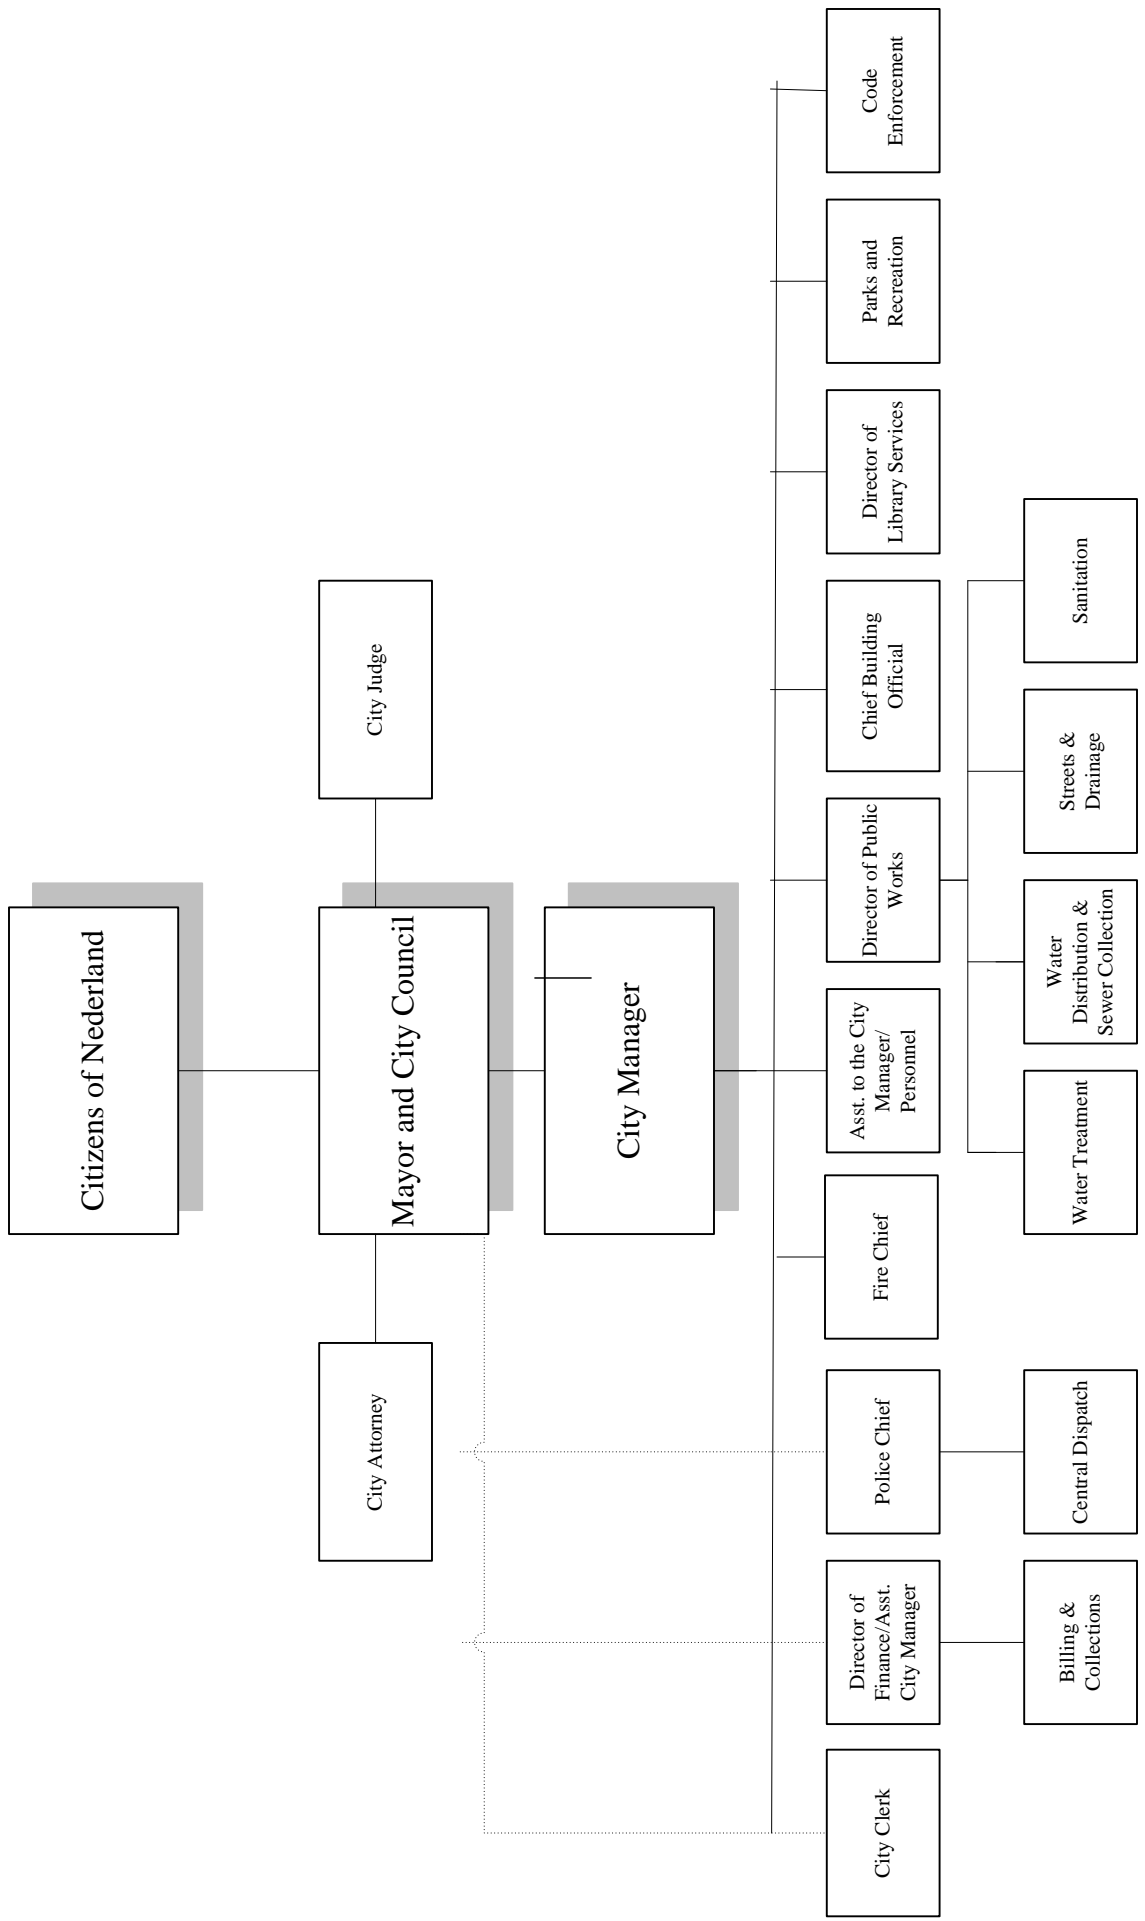 Citizens of Nederland
City Attorney
Mayor and City Council
City Judge
City Manager
City Clerk
Director of
Finance/Asst.
City Manager
Police Chief
Fire Chief
Asst. to the City
Manager/
Personnel
Director of Public
Works
Chief Building
Official
Director of
Library Services
Parks and
Recreation
Code
Enforcement
Billing &
Collections
Central Dispatch
Water Treatment
Water
Distribution &
Sewer Collection
Streets &
Drainage
Sanitation